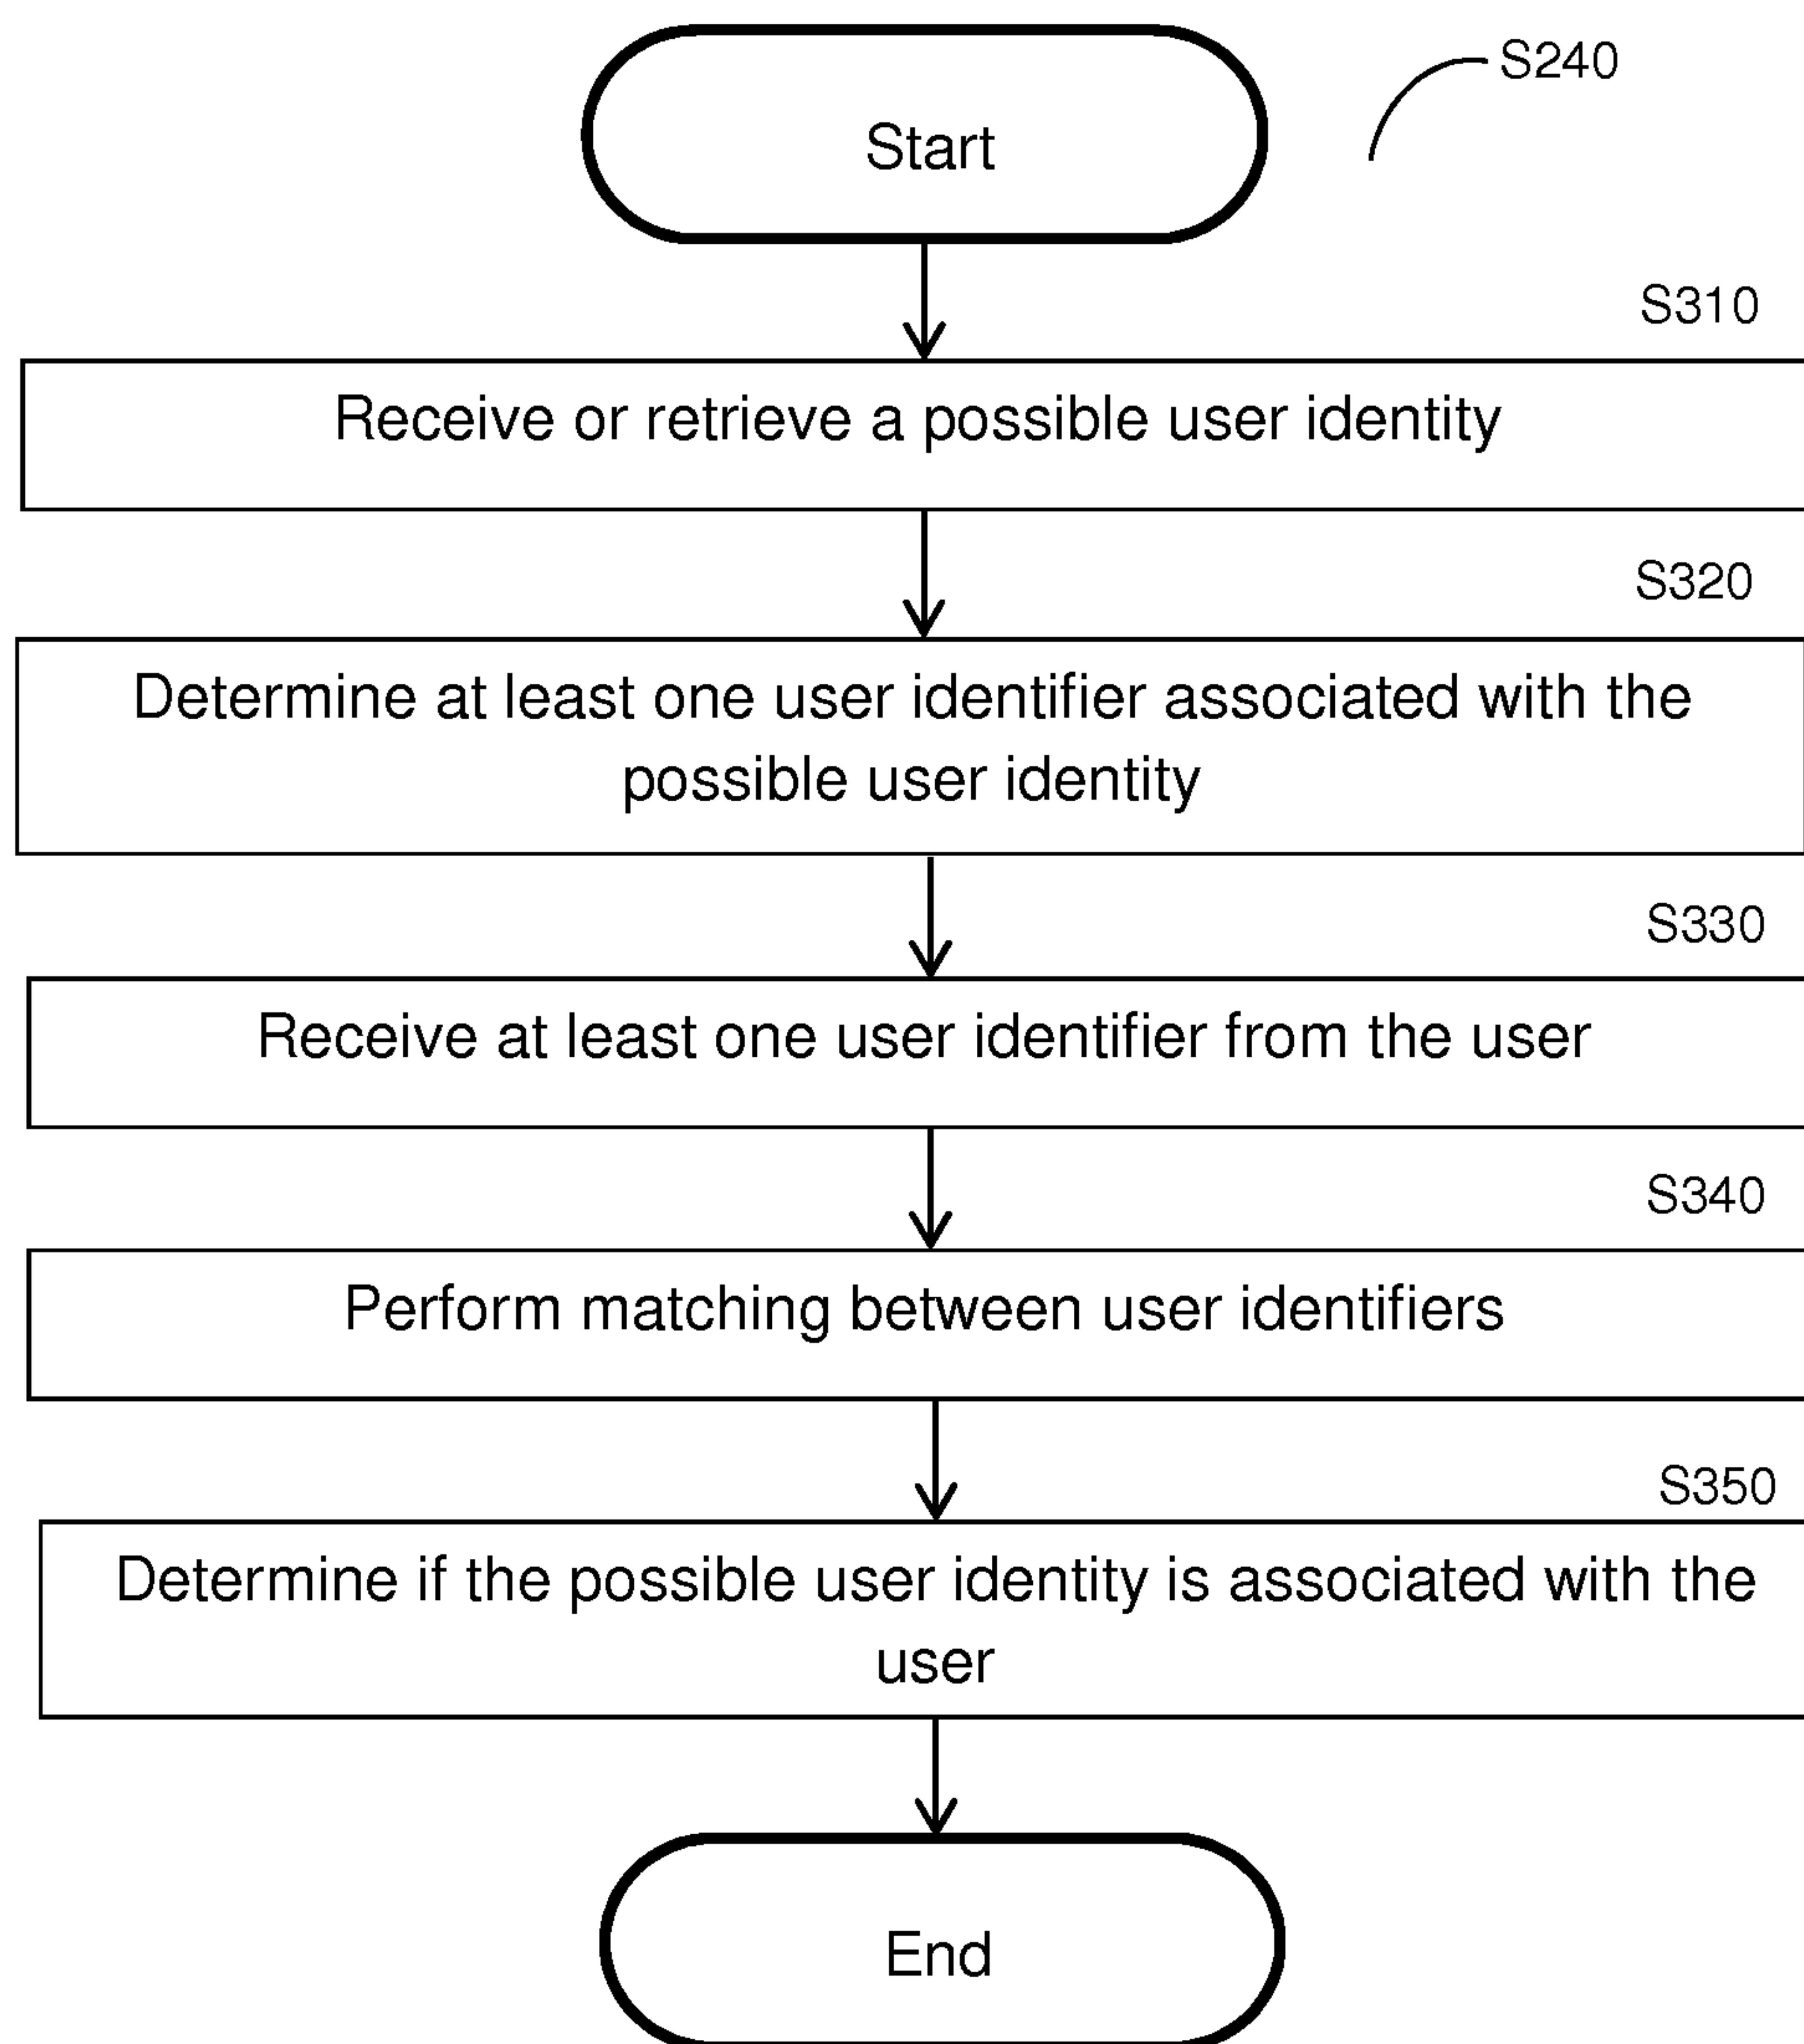 S240
Start
S310
Receive or retrieve a possible user identity
S320
Determine at least one user identifier associated with the
possible user identity
S330
Receive at least one user identifier from the user
S340
Perform matching between user identifiers
S350
Determine if the possible user identity is associated with the
user
End